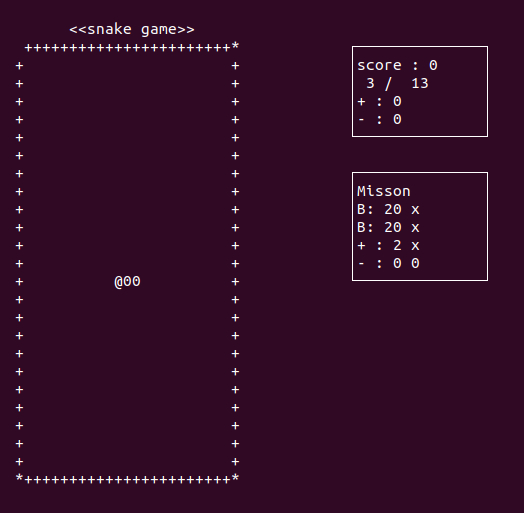 <<snake game>>
+++++++++++++++++++++++*
+ +
+ +
+ +
+ +
+ +
+ +
+ +
+ +
+ +
+ +
+ +
+ +
+ @00 +
+ +
+ +
+ +
+ +
+ +
+ +
+ +
+ +
+ +
+ +
*+++++++++++++++++++++++*
score : 0
3 / 13
+ : 0
- : 0
Misson
B: 20 x
B: 20 x
+ : 2 x
- : 0 0